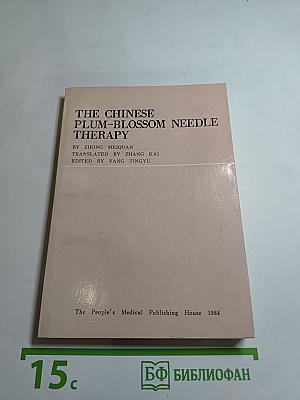 THE CHINESE
PLUM-BLOSSOM NEEDLE
THERAPY
BY ZHONG MEIQUAN
TRANSLATED BY ZHANG KAI
EDITED BY FANG TINGYU
The People's Medical Publishing House 1984
15 с
БФ БИБЛИОФАН